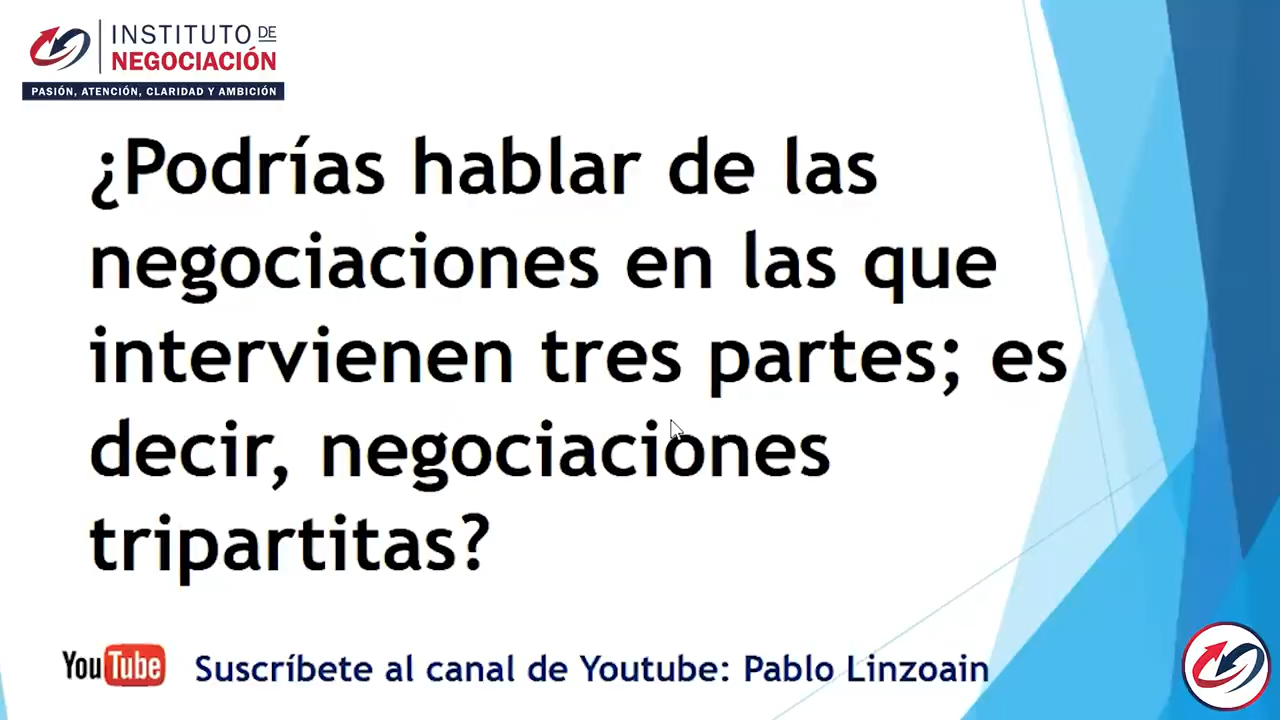 INSTITUTO DE
NEGOCIACIÓN
PASIÓN, ATENCIÓN, CLARIDAD Y AMBICIÓN
¿Podrías hablar de las
negociaciones en las que
intervienen tres partes; es
decir, negociaciones
tripartitas?
YouTube Suscríbete al canal de Youtube: Pablo Linzoain